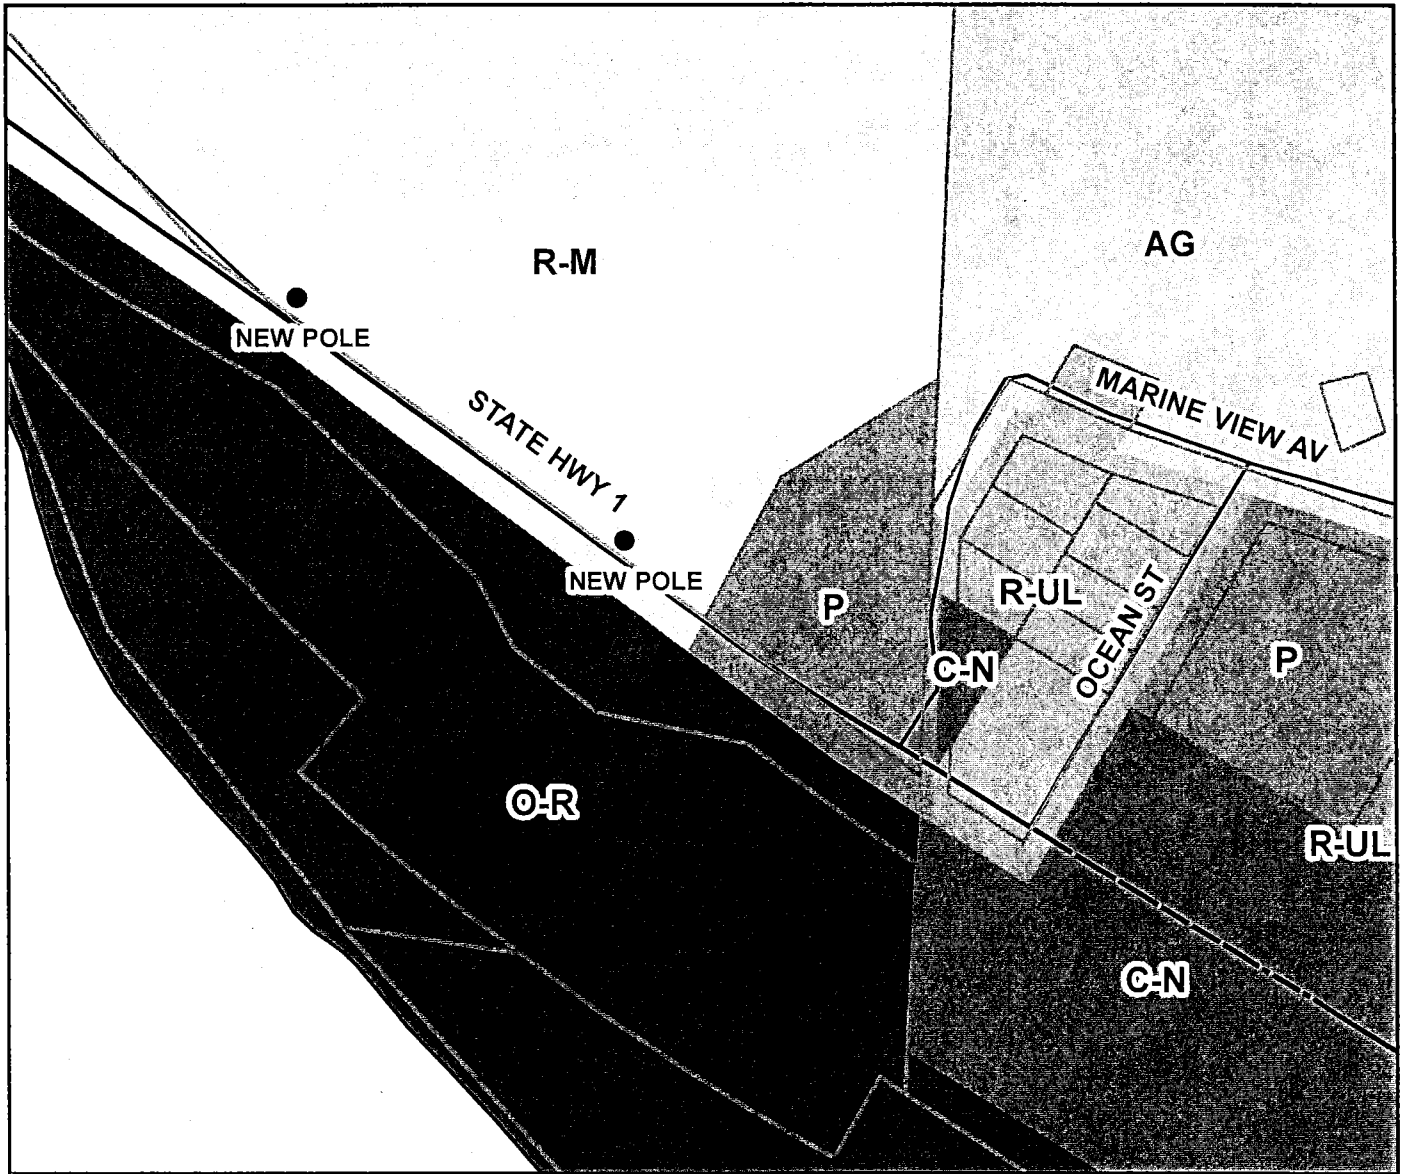 AG
R-M
NEW POLE
MARINE VIEW AV
STATE HWY 1
NEW POLE
R-UL
P
OCEAN ST
C-N
P
O-R
R-UL
C-N